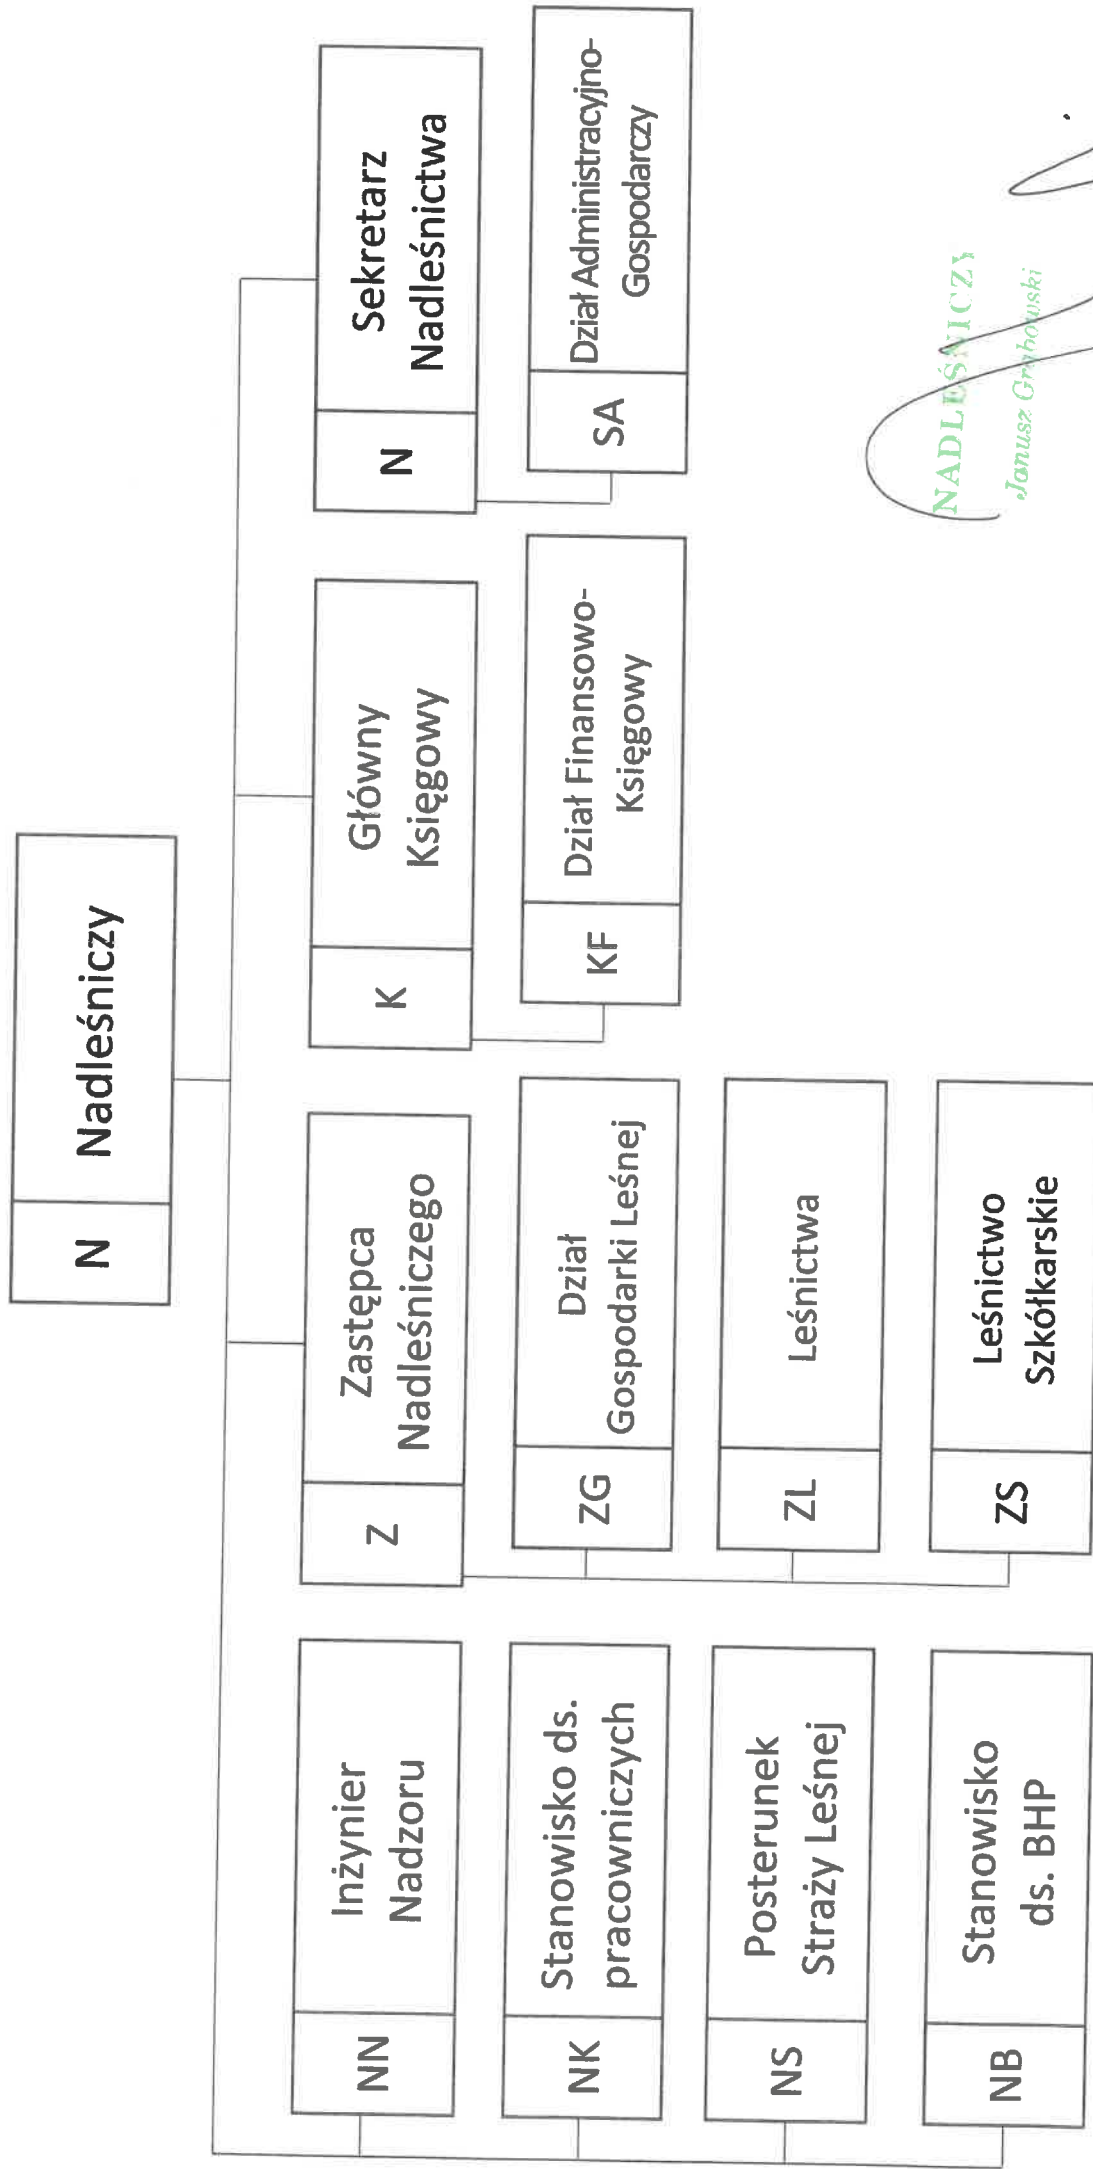 N
Nadleśniczy
NN
Inżynier
Nadzoru
NK
Stanowisko ds.
pracowniczych
NS
Posterunek
Straży Leśnej
NB
Stanowisko
ds. BHP
Z
Zastępca
Nadleśniczego
ZG
Dział
Gospodarki Leśnej
ZL
Leśnictwa
ZS
Leśnictwo
Szkółkarskie
K
Główny
Księgowy
KF
Dział Finansowo-
Księgowy
N
Sekretarz
Nadleśnictwa
SA
Dział Administracyjno-
Gospodarczy
NADLEŚNICZY
Janusz Grabowski